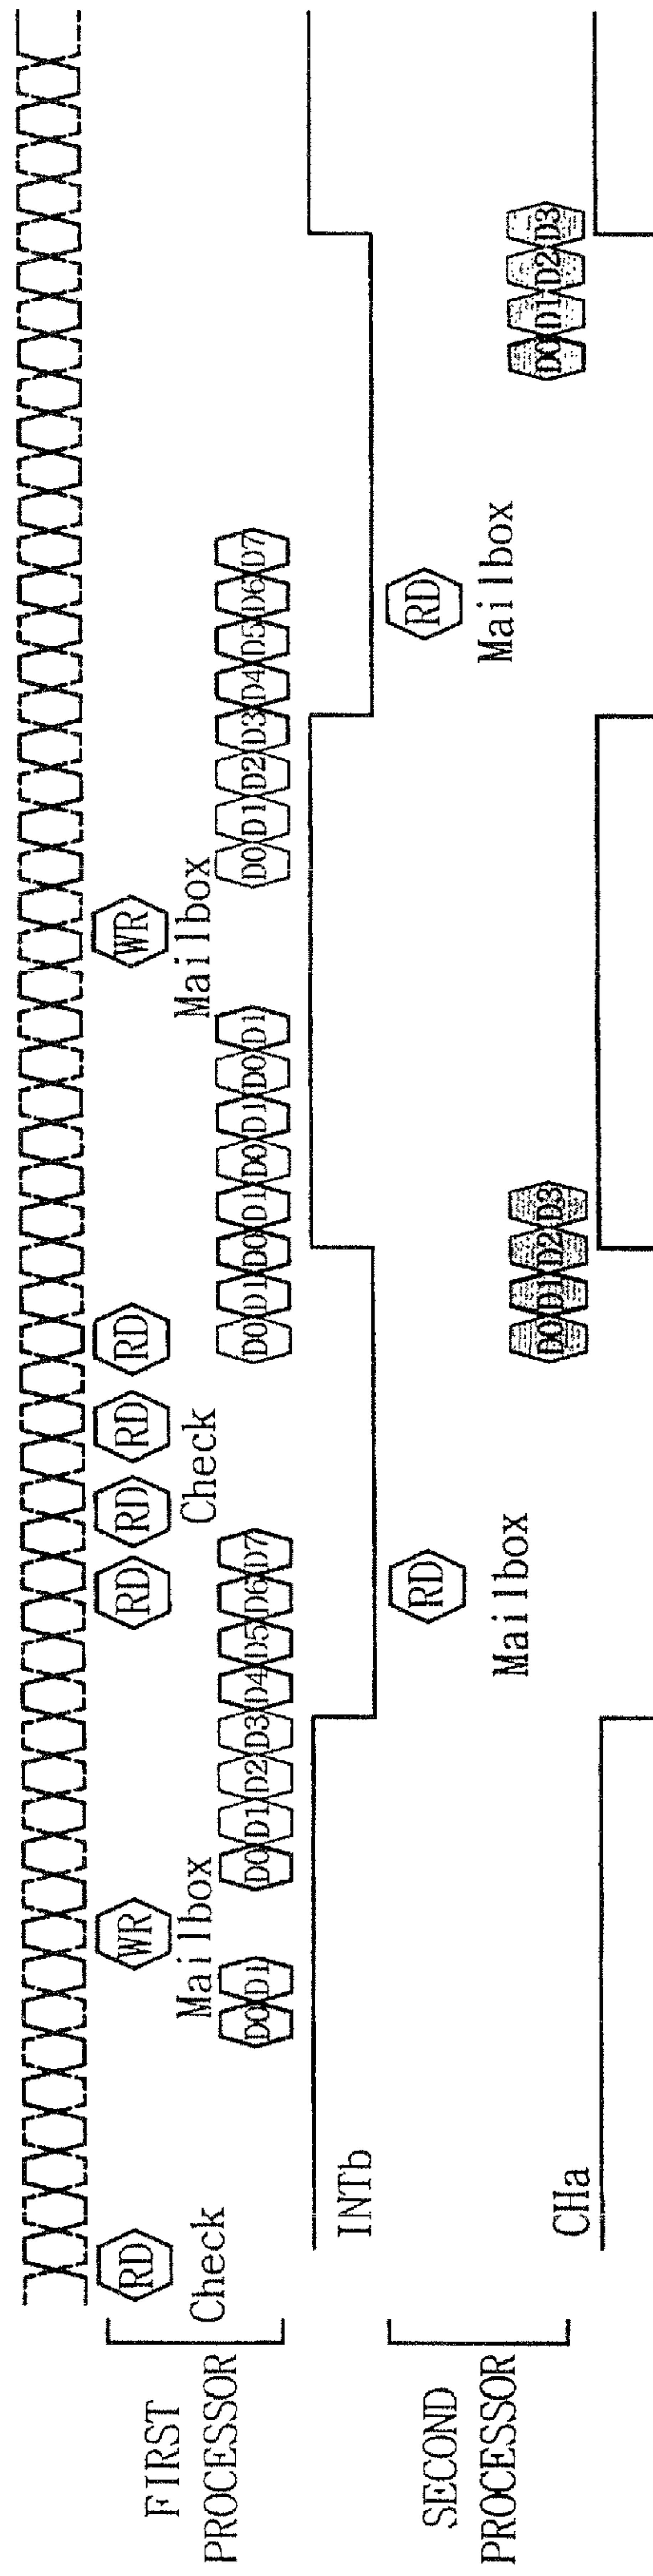 FIRST
PROCESSOR
RD RD RD RD RD
WR WR
Check Check
Mailbox Mailbox
D0 D1 D0 D1 D2 D3 D4 D5 D6 D7 D0 D1 D0 D1 D0 D1 D0 D1 D0 D1 D2 D3 D4 D5 D6 D7
INTb
SECOND
PROCESSOR
RD RD
Mailbox Mailbox
D0 D1 D2 D3 D0 D1 D2 D3
CHa